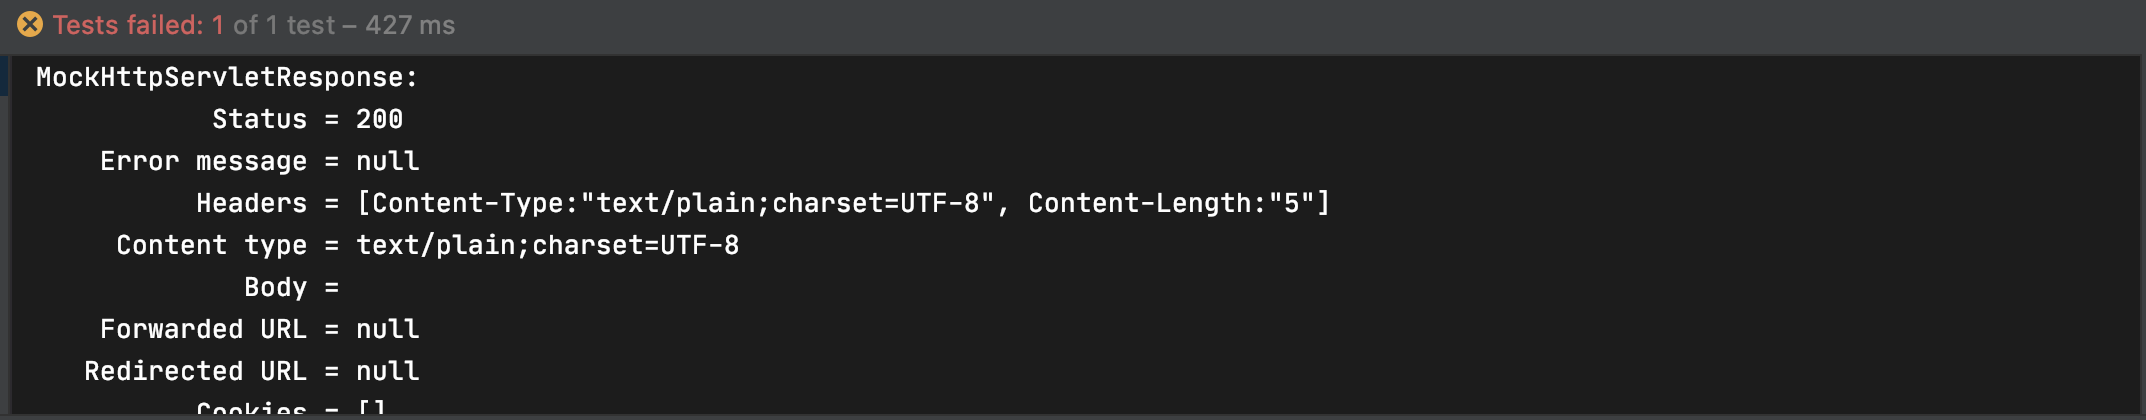 Tests failed: 1 of 1 test – 427 ms
MockHttpServletResponse:
Status = 200
Error message = null
Headers = [Content-Type:"text/plain;charset=UTF-8", Content-Length:"5"]
Content type = text/plain;charset=UTF-8
Body =
Forwarded URL = null
Redirected URL = null
Cookies = []